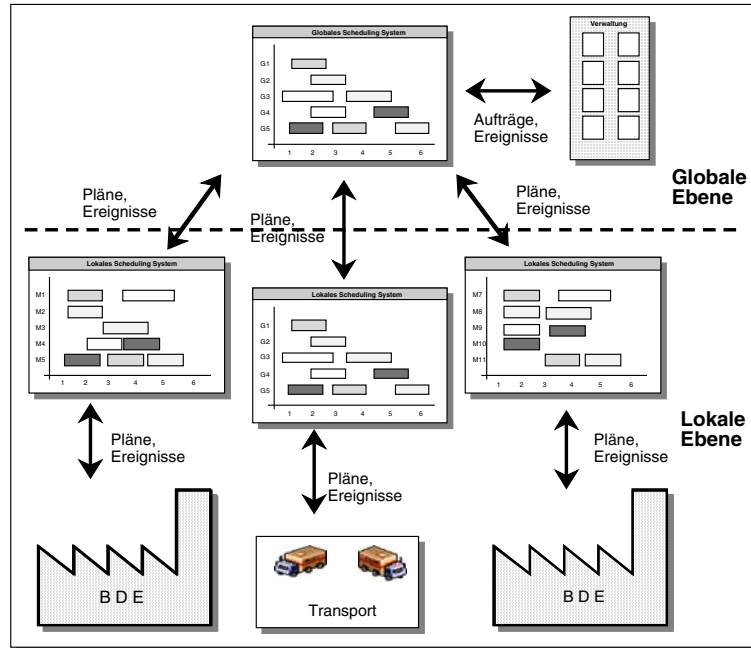 Globales Scheduling System
G1
G2
G3
G4
G5
1 2 3 4 5 6
Verwaltung
Aufträge,
Ereignisse
Globale
Ebene
Pläne,
Ereignisse
Pläne,
Ereignisse
Pläne,
Ereignisse
Lokales Scheduling System
M1
M2
M3
M4
M5
1 2 3 4 5 6
Lokales Scheduling System
G1
G2
G3
G4
G5
1 2 3 4 5 6
Lokales Scheduling System
M7
M8
M9
M10
M11
1 2 3 4 5 6
Lokale
Ebene
Pläne,
Ereignisse
Pläne,
Ereignisse
Pläne,
Ereignisse
B D E
Transport
B D E